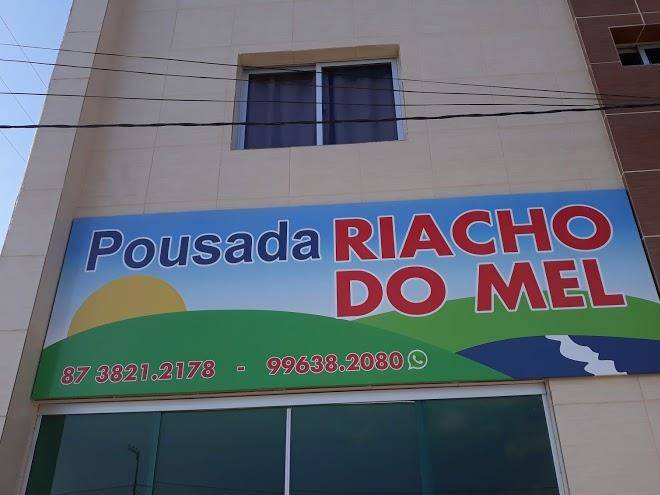 Pousada RIACHO
DO MEL
87 3821.2178 - 99638.2080